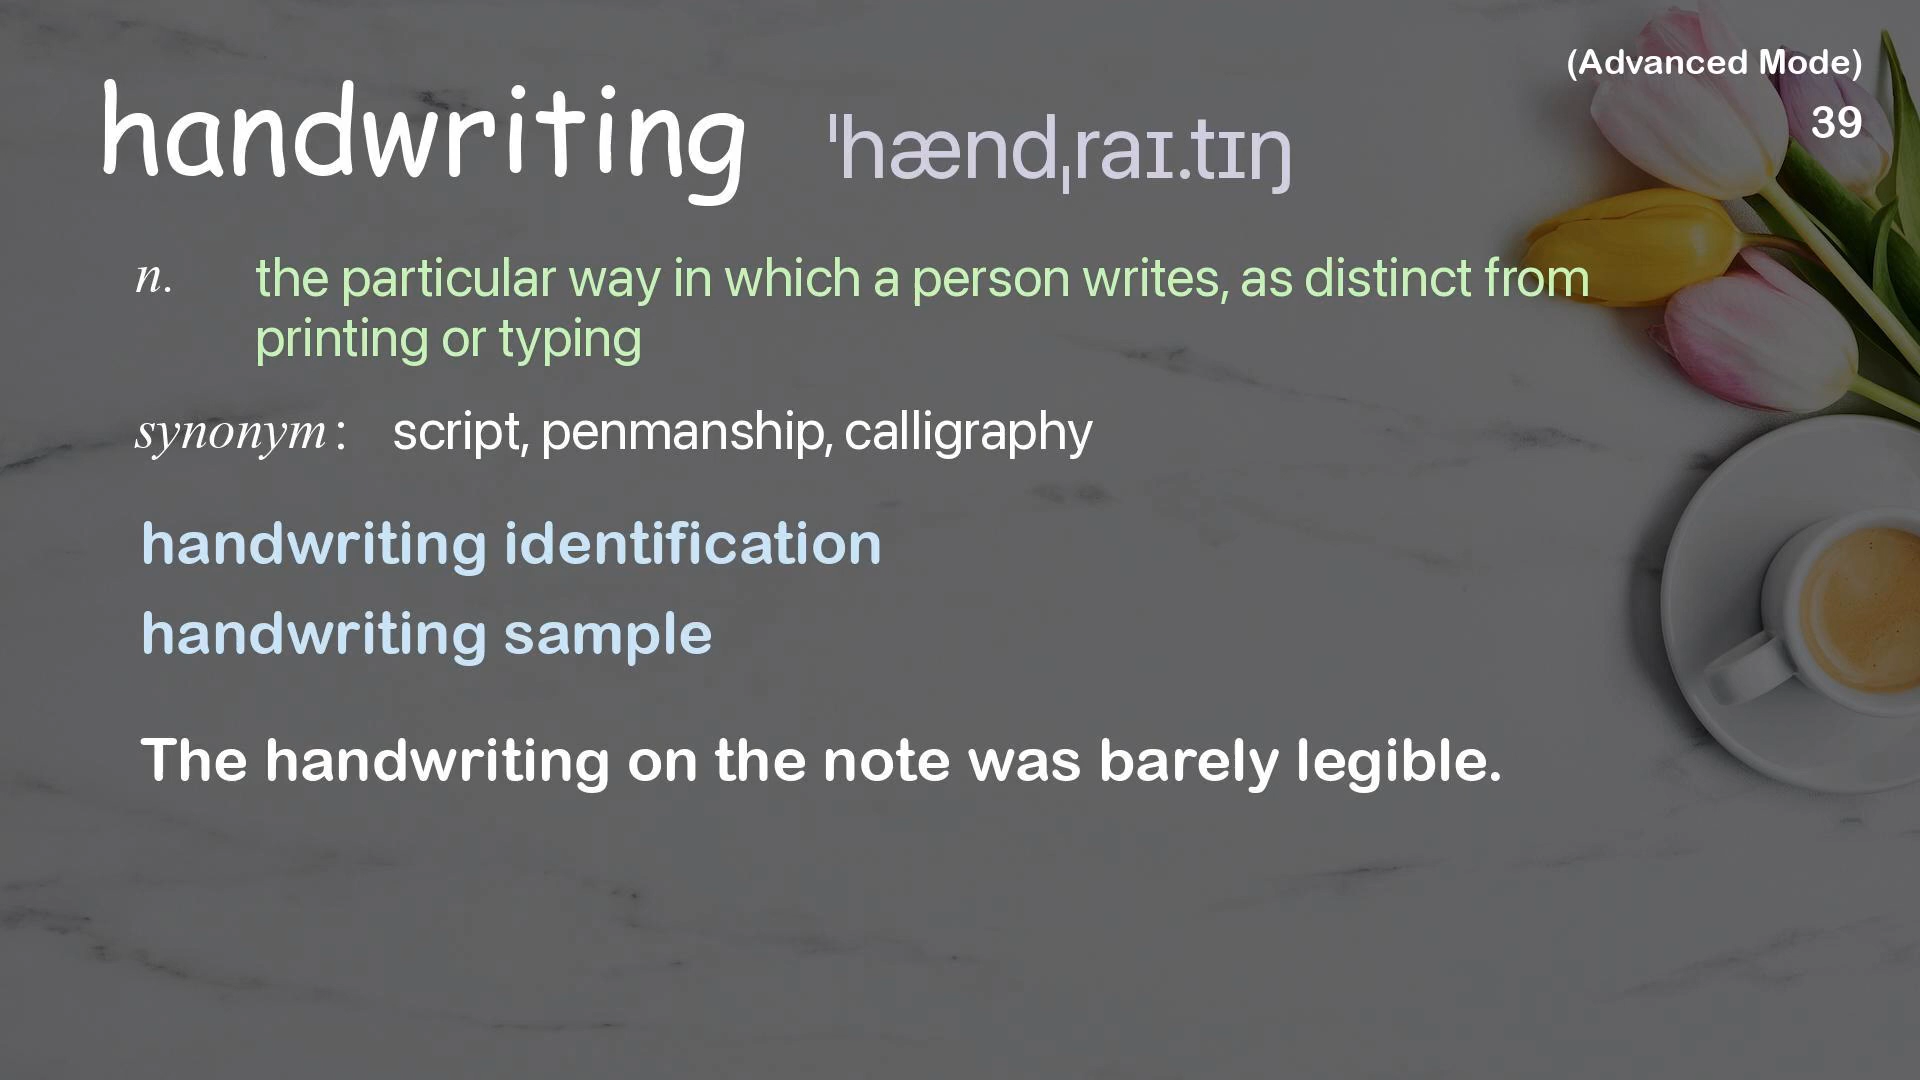 (Advanced Mode)
handwriting ˈhændˌraɪ.tɪŋ
39
n. the particular way in which a person writes, as distinct from
printing or typing
synonym: script, penmanship, calligraphy
handwriting identification
handwriting sample
The handwriting on the note was barely legible.